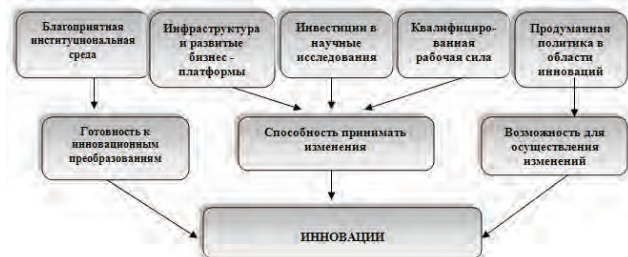 Благоприятная
институциональная
среда
Инфраструктура
и развитые
бизнес -
платформы
Инвестиции в
научные
исследования
Квалифициро-
ванная
рабочая сила
Продуманная
политика в
области
инноваций
Готовность к
инновационным
преобразованиям
Способность принимать
изменения
Возможность для
осуществления
изменений
ИННОВАЦИИ